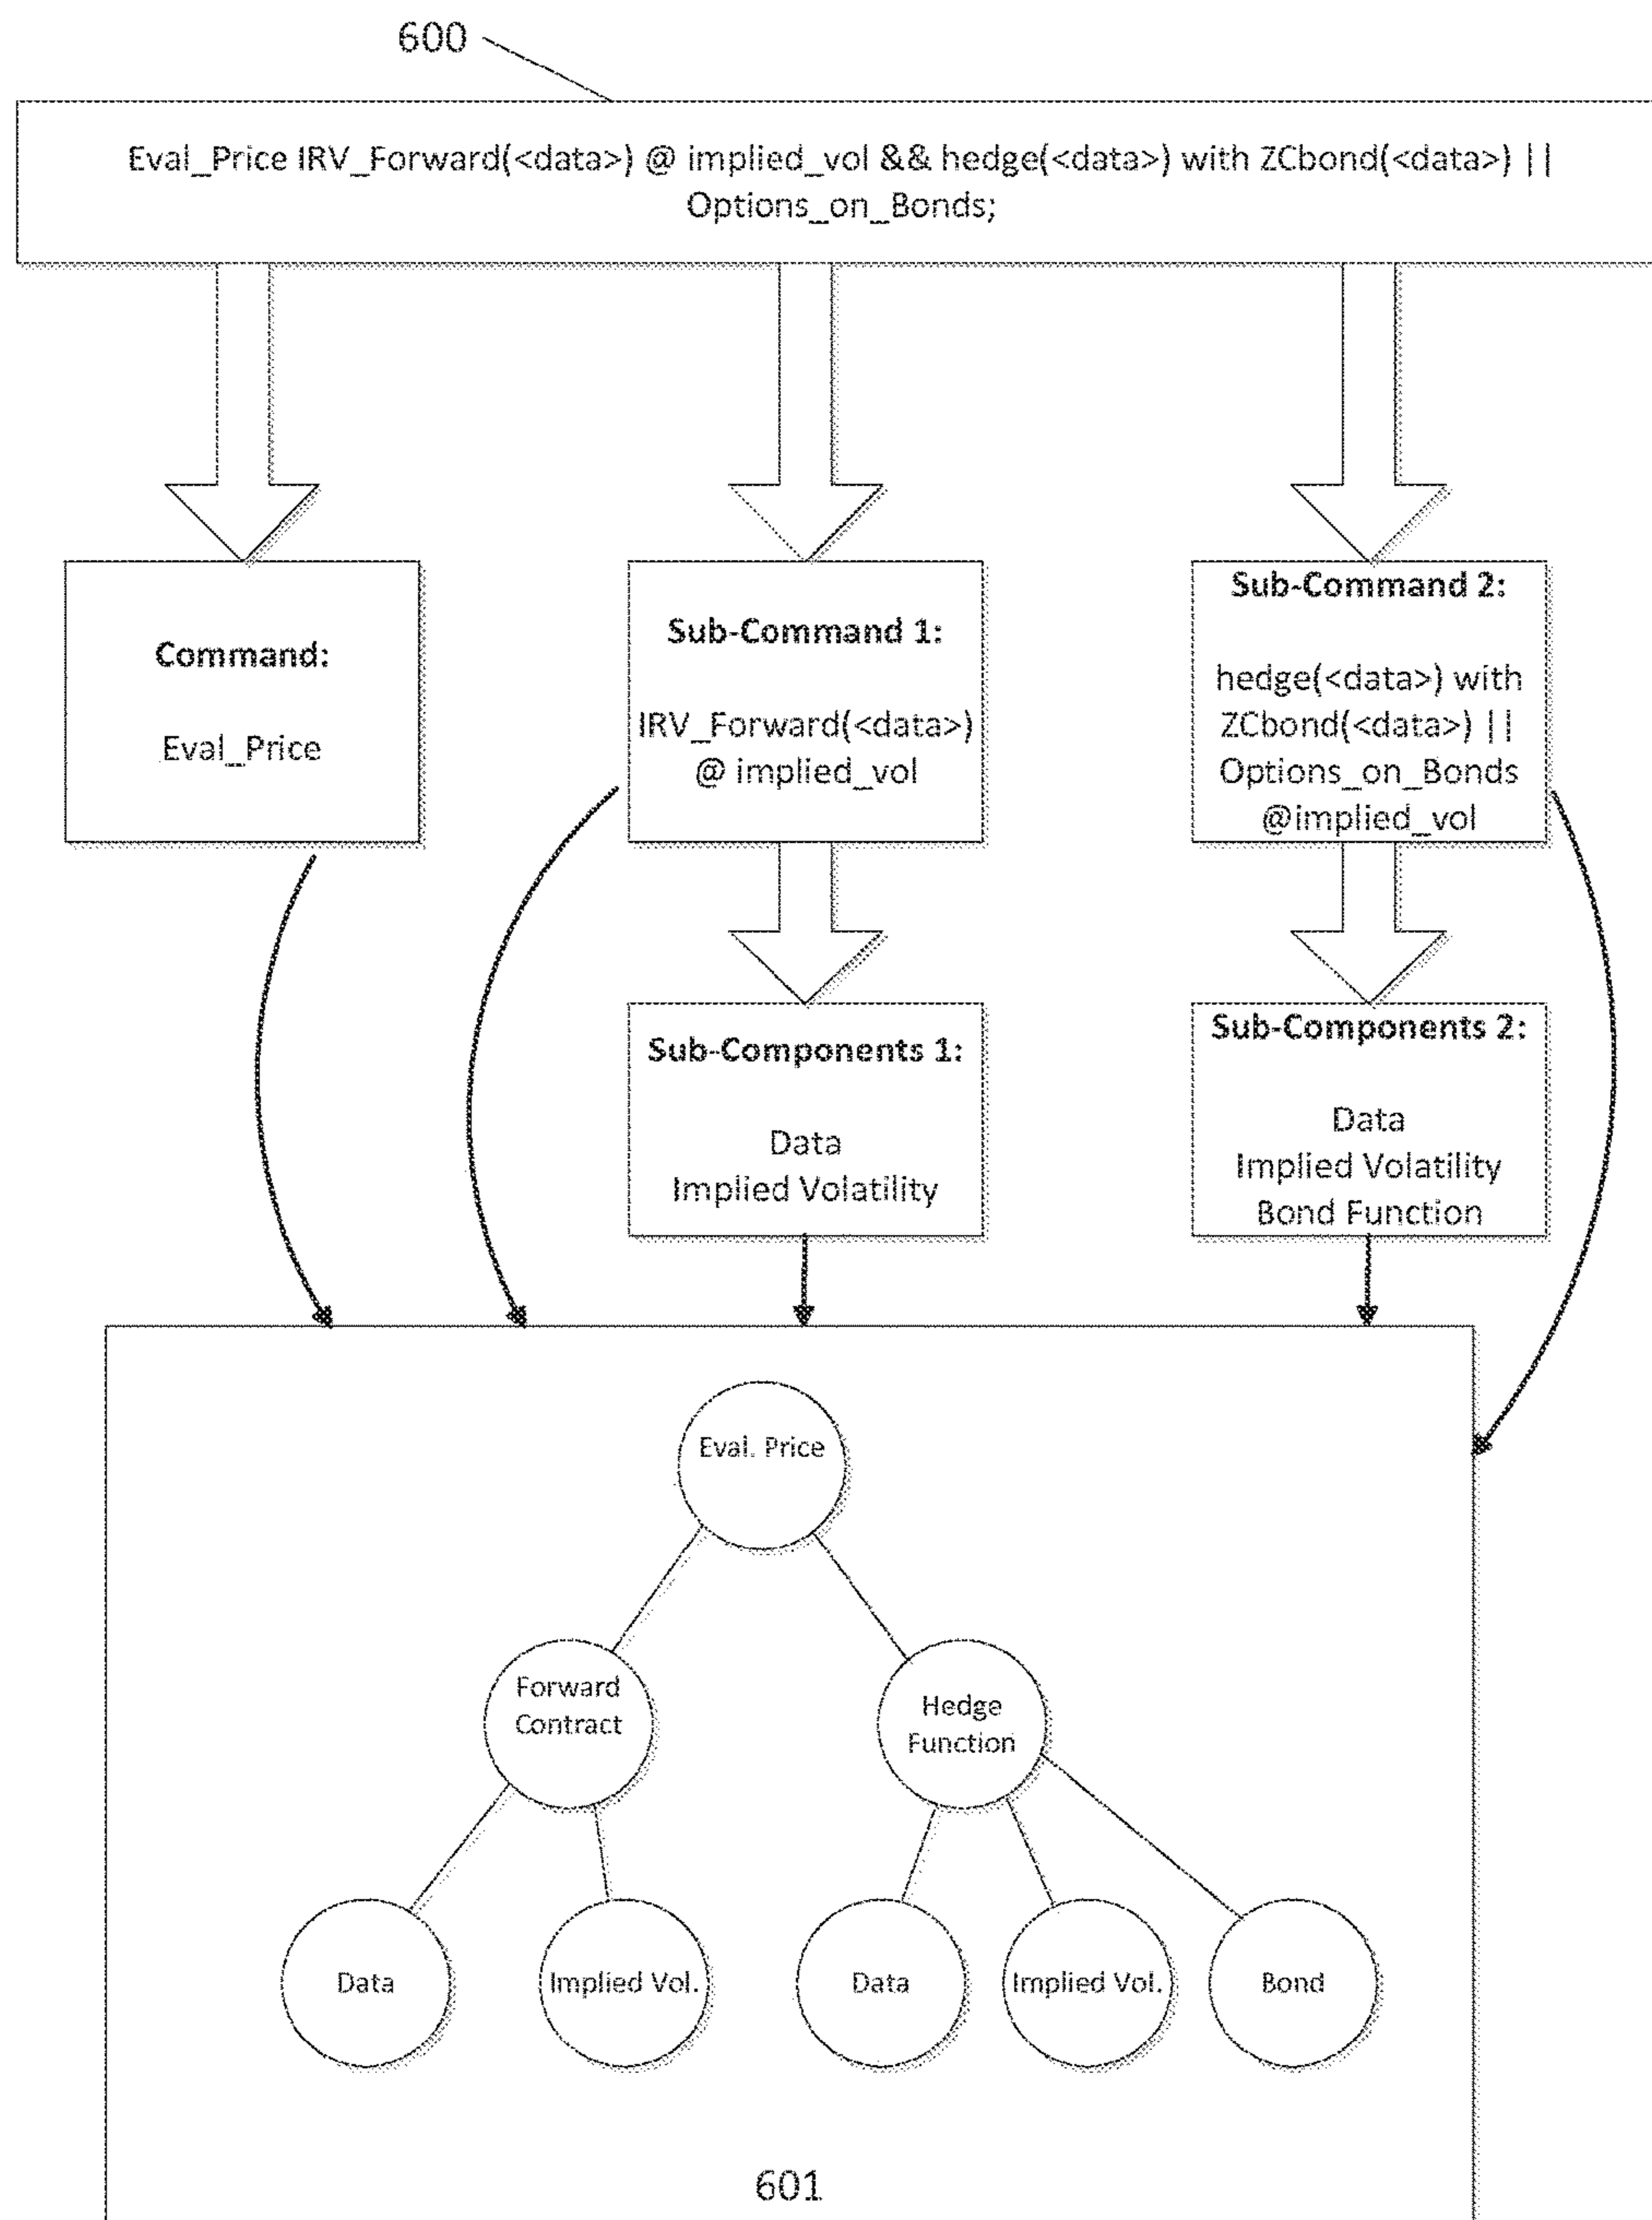 600
Eval_Price IRV_Forward(<data>) @ implied_vol && hedge(<data>) with ZCbond(<data>) ||
Options_on_Bonds;
Command:
Eval_Price
Sub-Command 1:
IRV_Forward(<data>)
@ implied_vol
Sub-Command 2:
hedge(<data>) with
ZCbond(<data>) ||
Options_on_Bonds
@implied_vol
Sub-Components 1:
Data
Implied Volatility
Sub-Components 2:
Data
Implied Volatility
Bond Function
Eval. Price
Forward
Contract
Hedge
Function
Data
Implied Vol.
Data
Implied Vol.
Bond
601